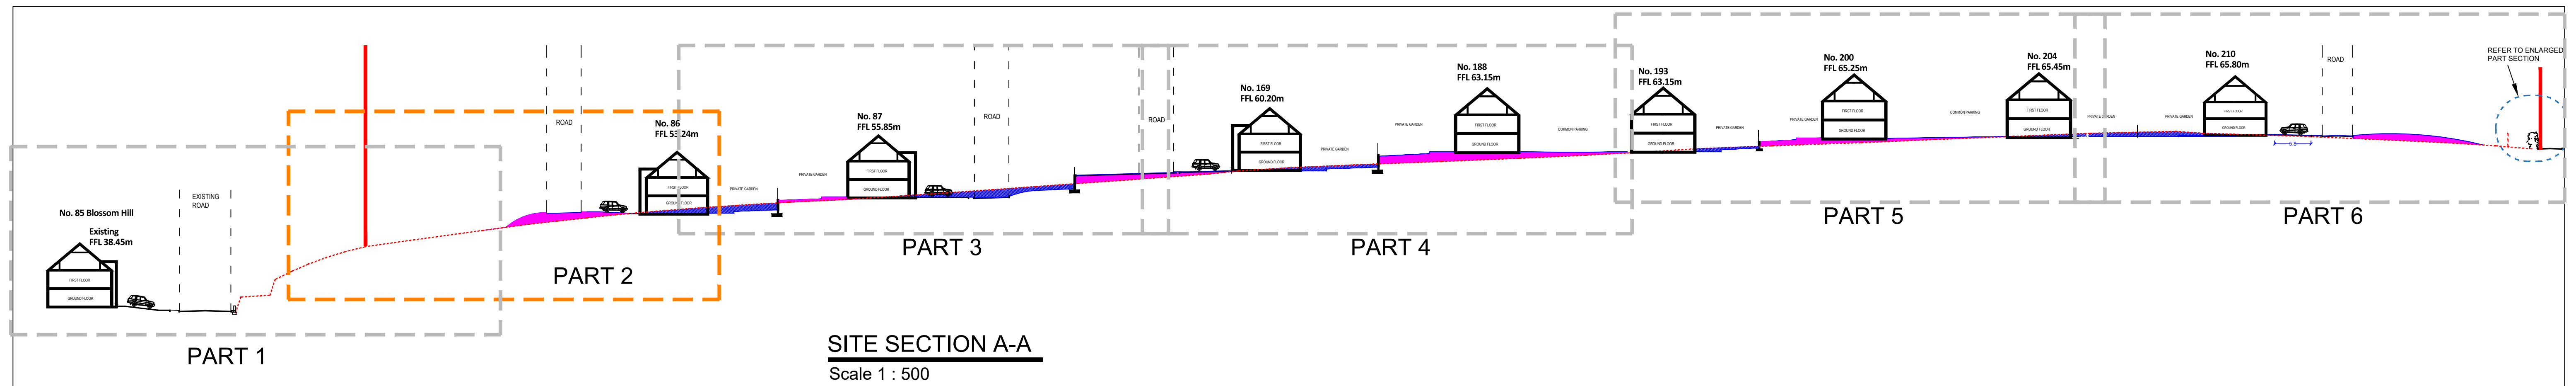 No. 85 Blossom Hill
Existing
FFL 38.45m
FIRST FLOOR
GROUND FLOOR
EXISTING
ROAD
PART 1
ROAD
No. 86
FFL 53.24m
FIRST FLOOR
GROUND FLOOR
PRIVATE GARDEN
PART 2
PRIVATE GARDEN
No. 87
FFL 55.85m
FIRST FLOOR
GROUND FLOOR
ROAD
PART 3
ROAD
No. 169
FFL 60.20m
FIRST FLOOR
GROUND FLOOR
PRIVATE GARDEN
PRIVATE GARDEN
No. 188
FFL 63.15m
FIRST FLOOR
GROUND FLOOR
COMMON PARKING
PART 4
No. 193
FFL 63.15m
FIRST FLOOR
GROUND FLOOR
PRIVATE GARDEN
PRIVATE GARDEN
No. 200
FFL 65.25m
FIRST FLOOR
GROUND FLOOR
COMMON PARKING
No. 204
FFL 65.45m
FIRST FLOOR
GROUND FLOOR
PART 5
PRIVATE GARDEN
PRIVATE GARDEN
No. 210
FFL 65.80m
FIRST FLOOR
GROUND FLOOR
6.8
ROAD
REFER TO ENLARGED
PART SECTION
PART 6
SITE SECTION A-A
Scale 1 : 500